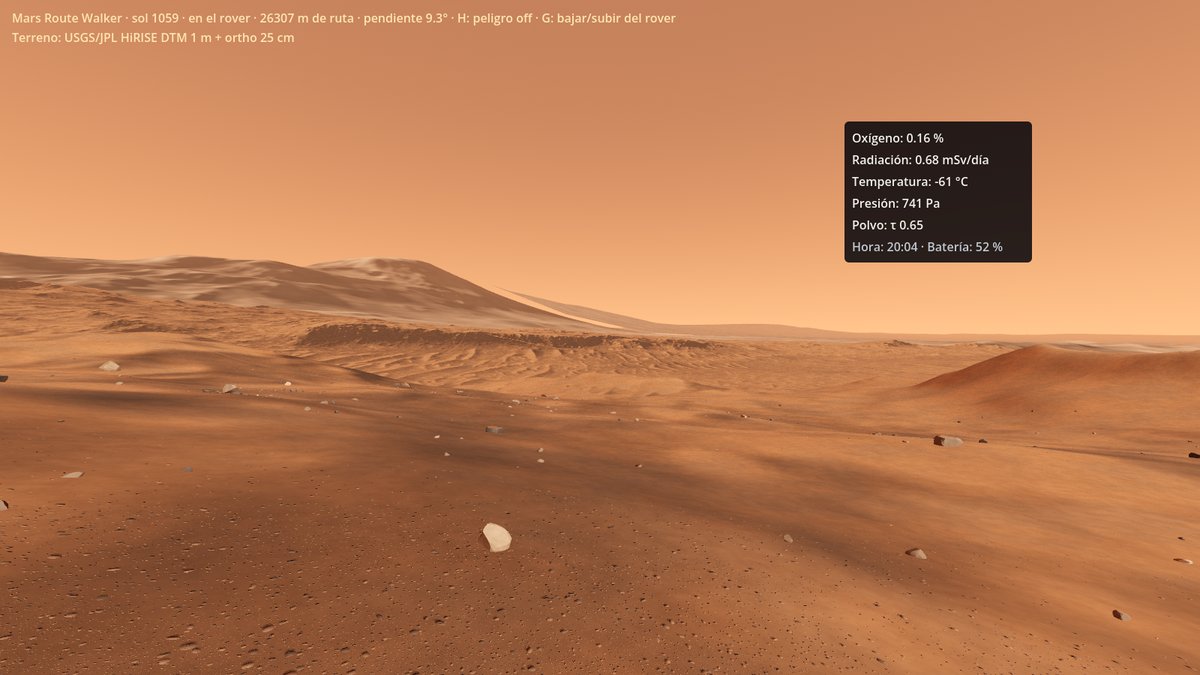 Mars Route Walker · sol 1059 · en el rover · 26307 m de ruta · pendiente 9.3° · H: peligro off · G: bajar/subir del rover
Terreno: USGS/JPL HiRISE DTM 1 m + ortho 25 cm
Oxígeno: 0.16 %
Radiación: 0.68 mSv/día
Temperatura: -61 °C
Presión: 741 Pa
Polvo: τ 0.65
Hora: 20:04 · Batería: 52 %